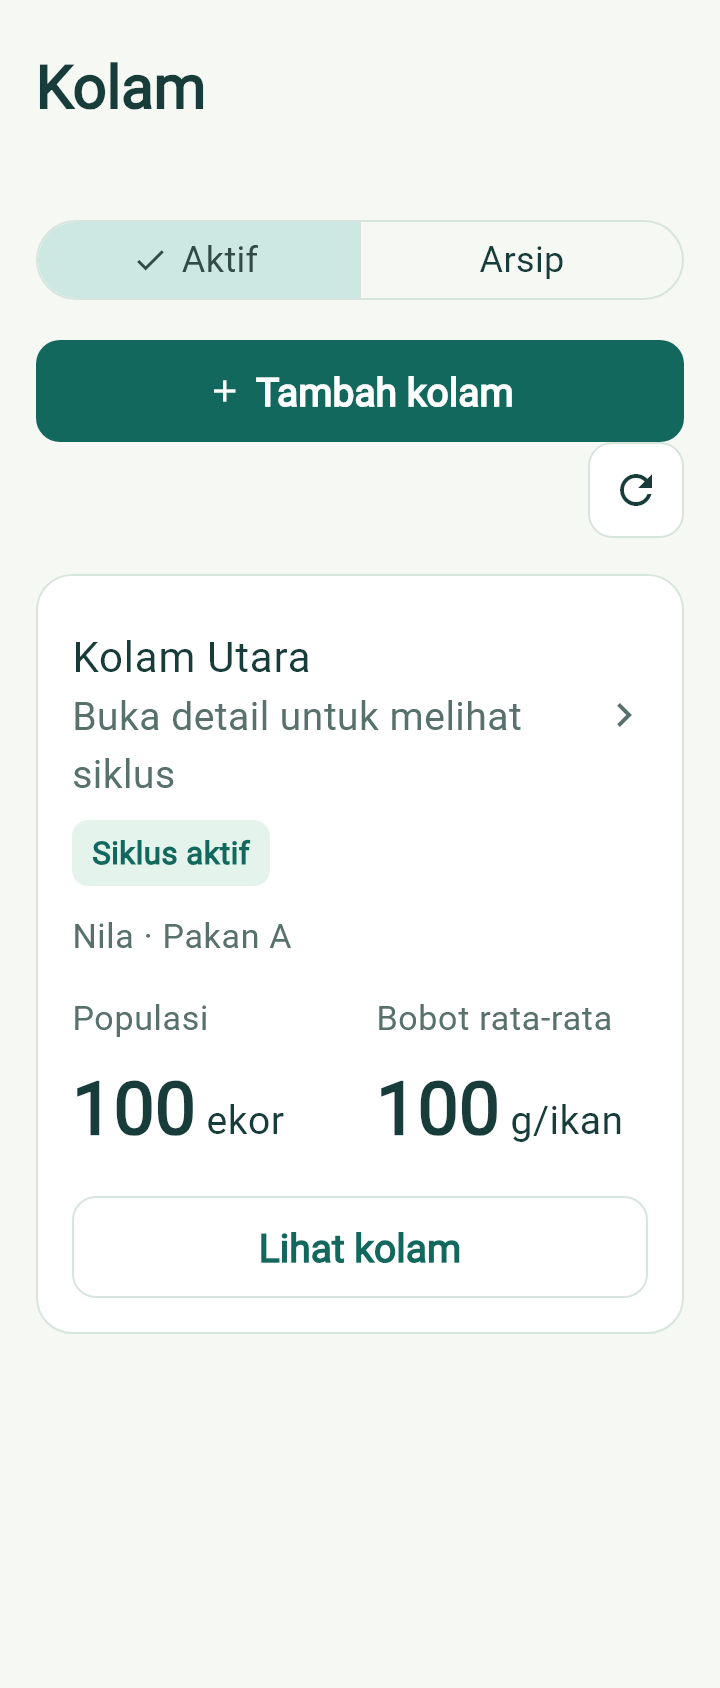 Kolam
Aktif
Arsip
+ Tambah kolam
Kolam Utara
Buka detail untuk melihat
siklus
Siklus aktif
Nila · Pakan A
Populasi
Bobot rata-rata
100 ekor
100 g/ikan
Lihat kolam